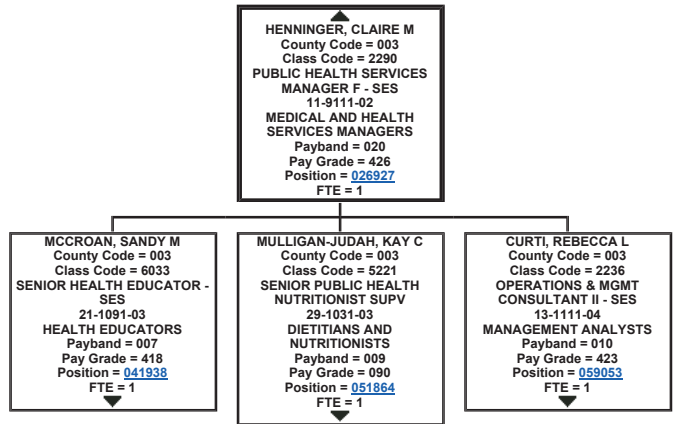 HENNINGER, CLAIRE M
County Code = 003
Class Code = 2290
PUBLIC HEALTH SERVICES
MANAGER F - SES
11-9111-02
MEDICAL AND HEALTH
SERVICES MANAGERS
Payband = 020
Pay Grade = 426
Position = 026927
FTE = 1
MCCROAN, SANDY M
County Code = 003
Class Code = 6033
SENIOR HEALTH EDUCATOR -
SES
21-1091-03
HEALTH EDUCATORS
Payband = 007
Pay Grade = 418
Position = 041938
FTE = 1
MULLIGAN-JUDAH, KAY C
County Code = 003
Class Code = 5221
SENIOR PUBLIC HEALTH
NUTRITIONIST SUPV
29-1031-03
DIETITIANS AND
NUTRITIONISTS
Payband = 009
Pay Grade = 090
Position = 051864
FTE = 1
CURTI, REBECCA L
County Code = 003
Class Code = 2236
OPERATIONS & MGMT
CONSULTANT II - SES
13-1111-04
MANAGEMENT ANALYSTS
Payband = 010
Pay Grade = 423
Position = 059053
FTE = 1